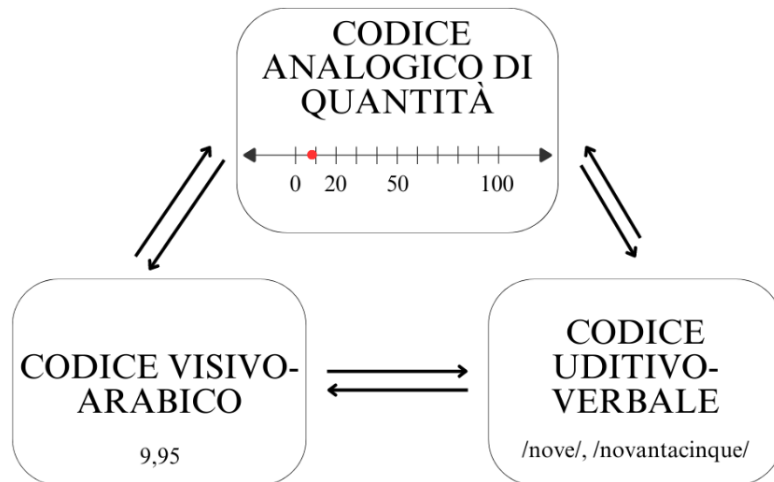 CODICE
ANALOGICO DI
QUANTITÀ
0 20 50 100
CODICE VISIVO-
ARABICO
9,95
CODICE
UDITIVO-
VERBALE
/nove/, /novantacinque/